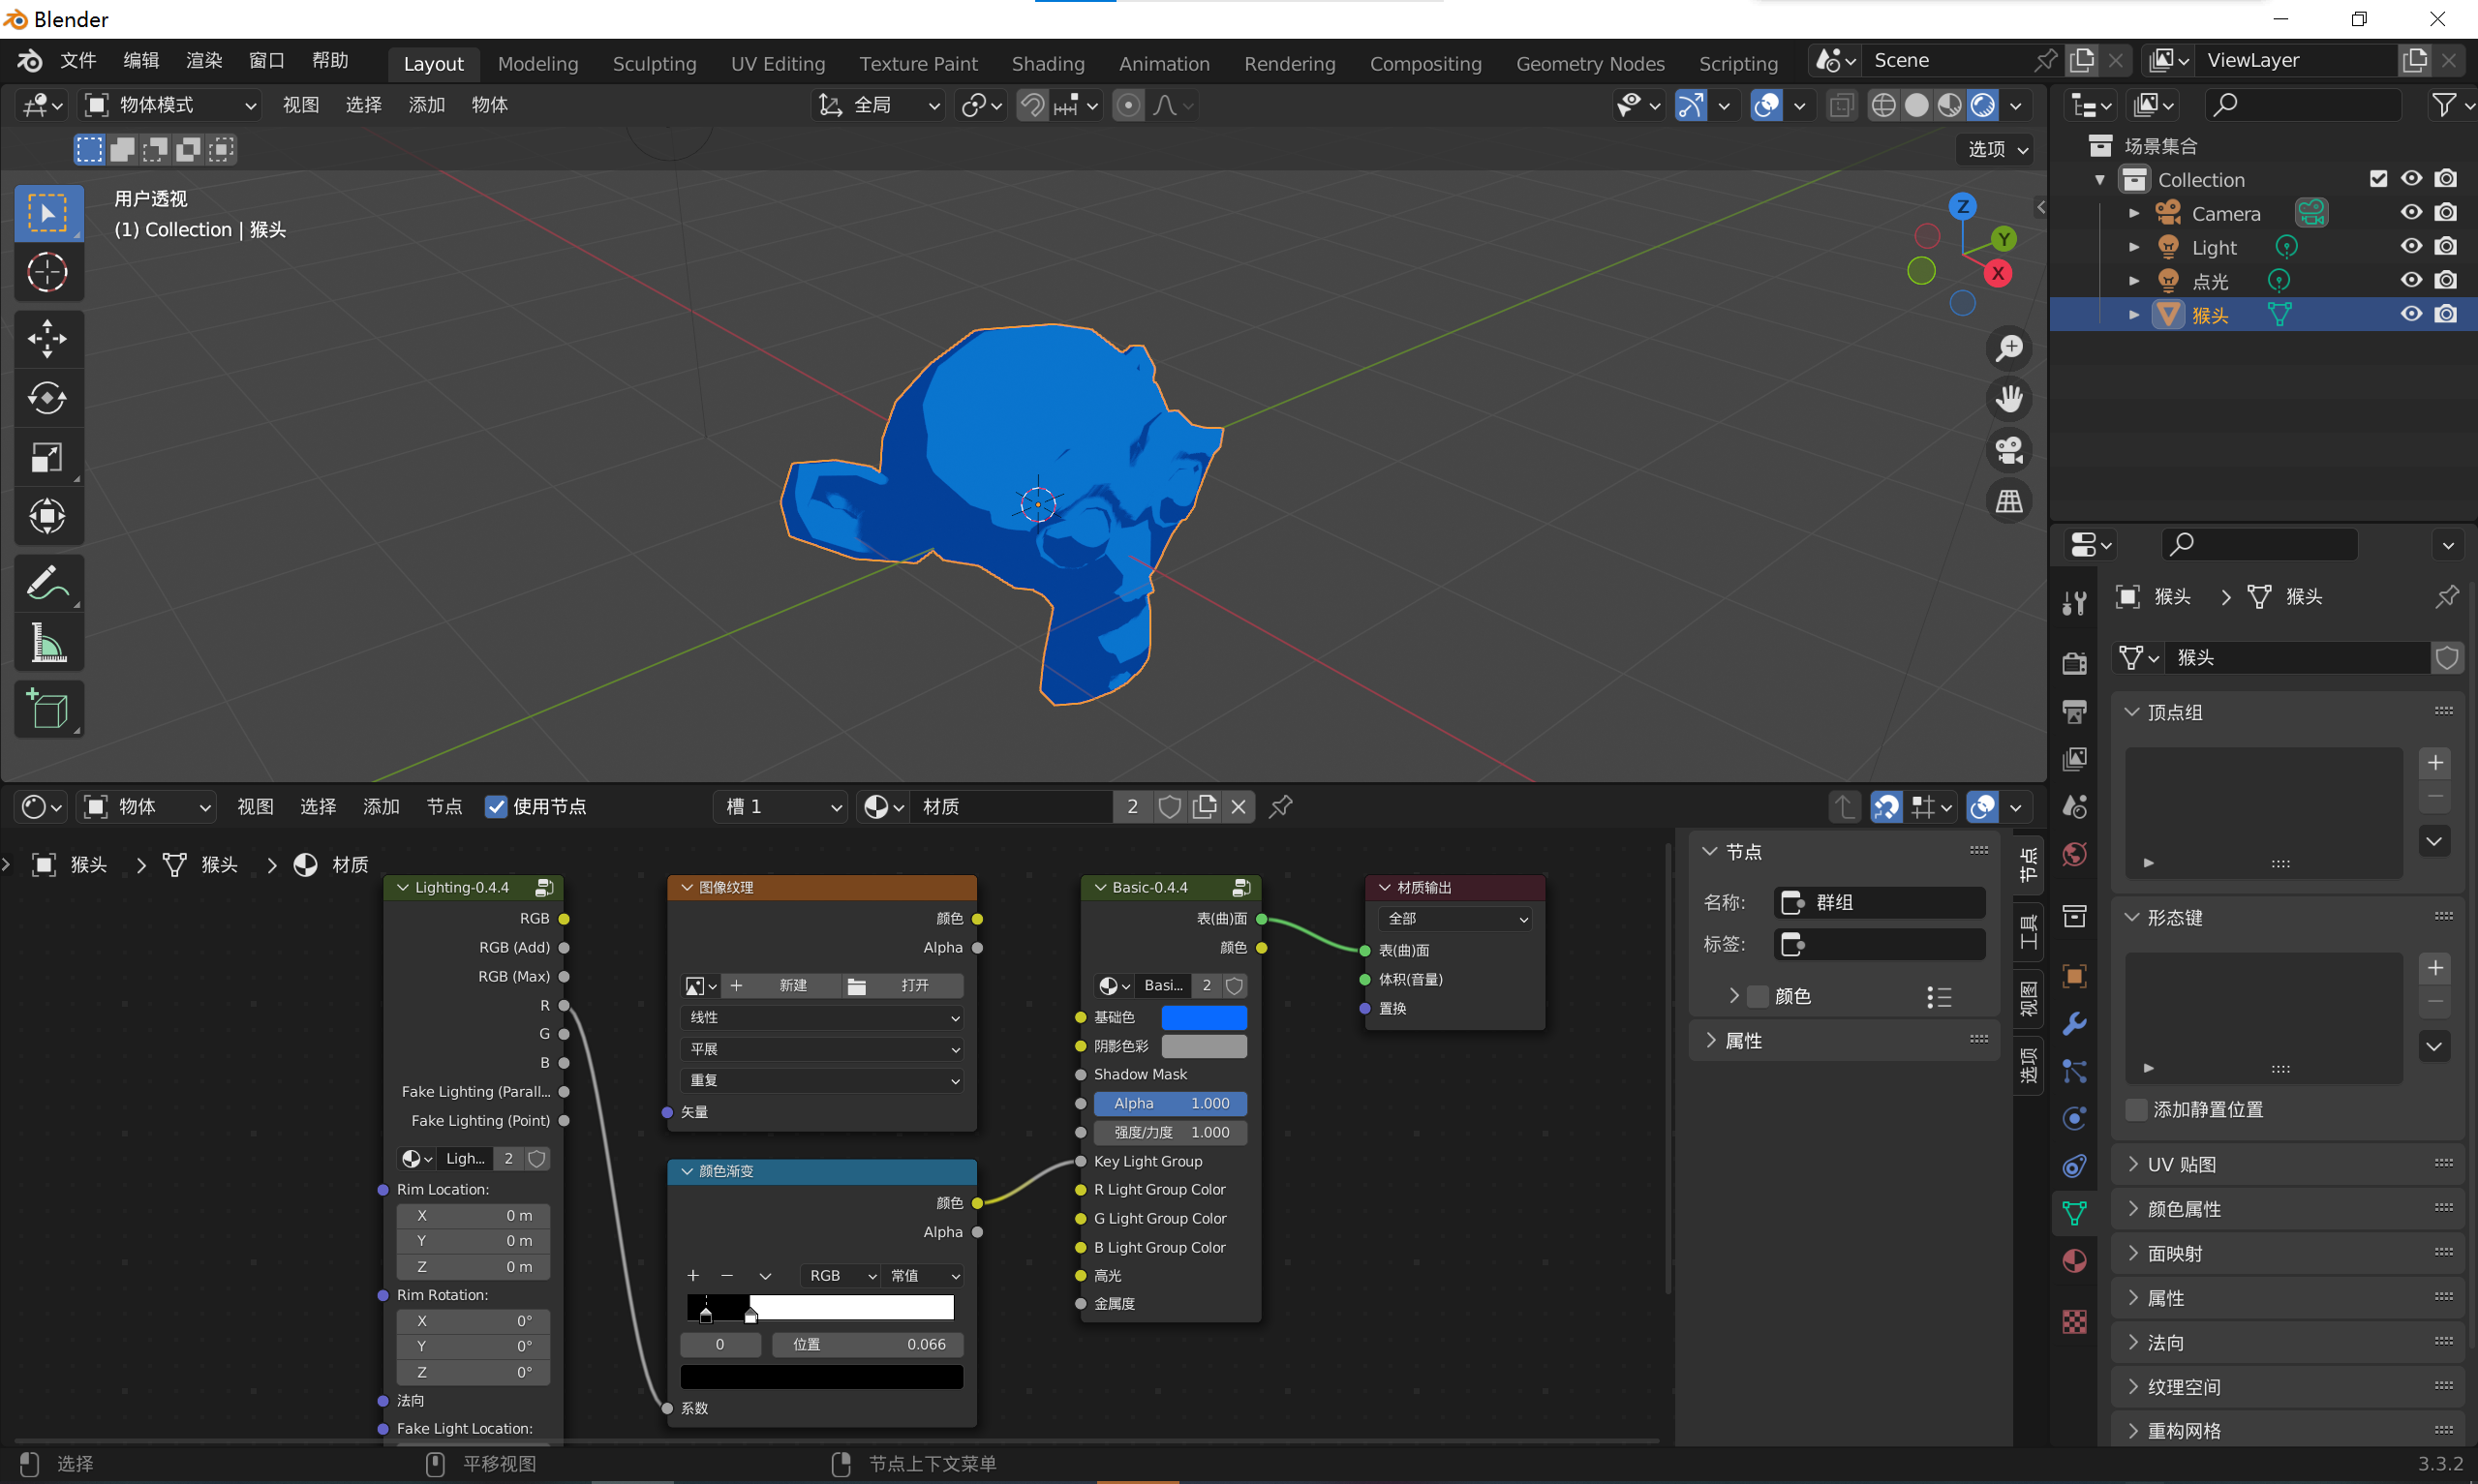 Blender
文件 编辑 渲染 窗口 帮助 Layout Modeling Sculpting UV Editing Texture Paint Shading Animation Rendering Compositing Geometry Nodes Scripting Scene ViewLayer
物体模式 视图 选择 添加 物体 全局
选项
用户透视
(1) Collection | 猴头
Z
Y
X
场景集合
Collection
Camera
Light
点光
猴头
猴头 猴头
猴头
顶点组
形态键
添加静置位置
UV 贴图
颜色属性
面映射
属性
法向
纹理空间
重构网格
物体 视图 选择 添加 节点 使用节点 槽 1 材质 2
猴头 猴头 材质
Lighting-0.4.4
RGB
RGB (Add)
RGB (Max)
R
G
B
Fake Lighting (Parall...
Fake Lighting (Point)
Ligh... 2
Rim Location:
X 0 m
Y 0 m
Z 0 m
Rim Rotation:
X 0°
Y 0°
Z 0°
法向
Fake Light Location:
图像纹理
颜色
Alpha
新建 打开
线性
平展
重复
矢量
颜色渐变
颜色
Alpha
RGB 常值
0 位置 0.066
系数
Basic-0.4.4
表(曲)面
颜色
Basi... 2
基础色
阴影色彩
Shadow Mask
Alpha 1.000
强度/力度 1.000
Key Light Group
R Light Group Color
G Light Group Color
B Light Group Color
高光
金属度
材质输出
全部
表(曲)面
体积(音量)
置换
节点
名称: 群组
标签:
颜色
属性
节点
工具
视图
选项
选择 平移视图 节点上下文菜单 3.3.2